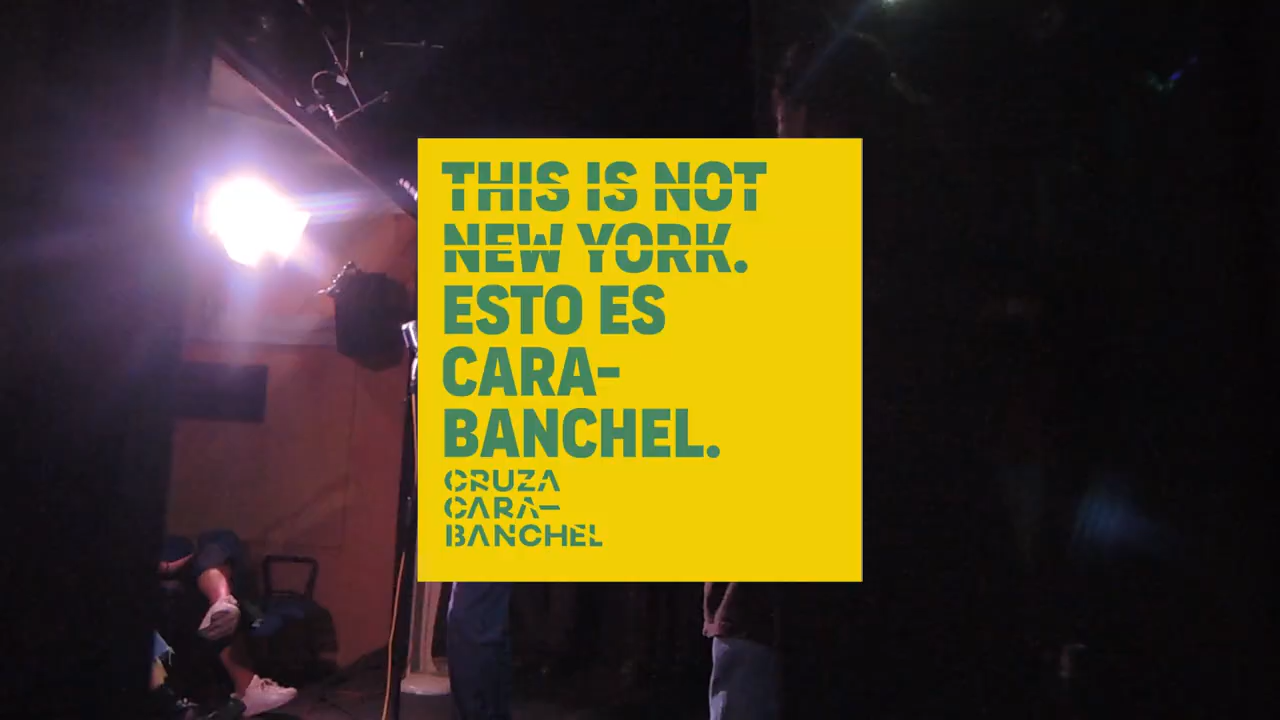 THIS IS NOT
NEW YORK.
ESTO ES
CARA-
BANCHEL.
CRUZA
CARA-
BANCHEL